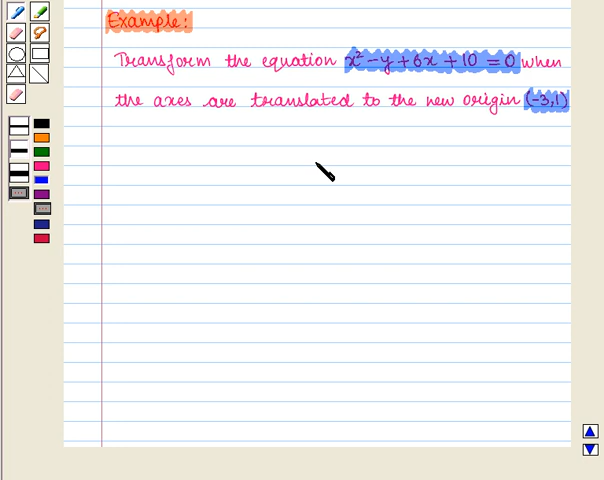 Example:
Transform the equation x² - y + 6x + 10 = 0 when
the axes are translated to the new origin (-3,1)